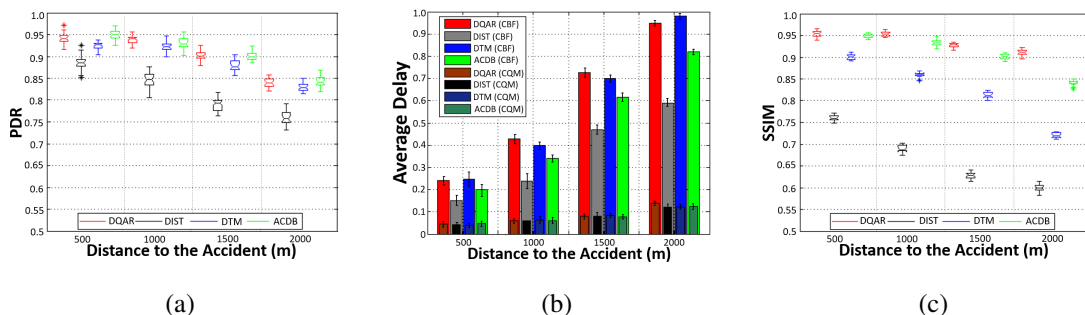 1
0.95
0.9
0.85
0.8
0.75
0.7
0.65
0.6
0.55
0.5
PDR
DQAR DIST DTM ACDB
500 1000 1500 2000
Distance to the Accident (m)
(a)
1
0.9
0.8
0.7
0.6
0.5
0.4
0.3
0.2
0.1
0
Average Delay
DQAR (CBF)
DIST (CBF)
DTM (CBF)
ACDB (CBF)
DQAR (CQM)
DIST (CQM)
DTM (CQM)
ACDB (CQM)
500 1000 1500 2000
Distance to the Accident (m)
(b)
1
0.95
0.9
0.85
0.8
0.75
0.7
0.65
0.6
0.55
0.5
SSIM
DQAR DIST DTM ACDB
500 1000 1500 2000
Distance to the Accident (m)
(c)